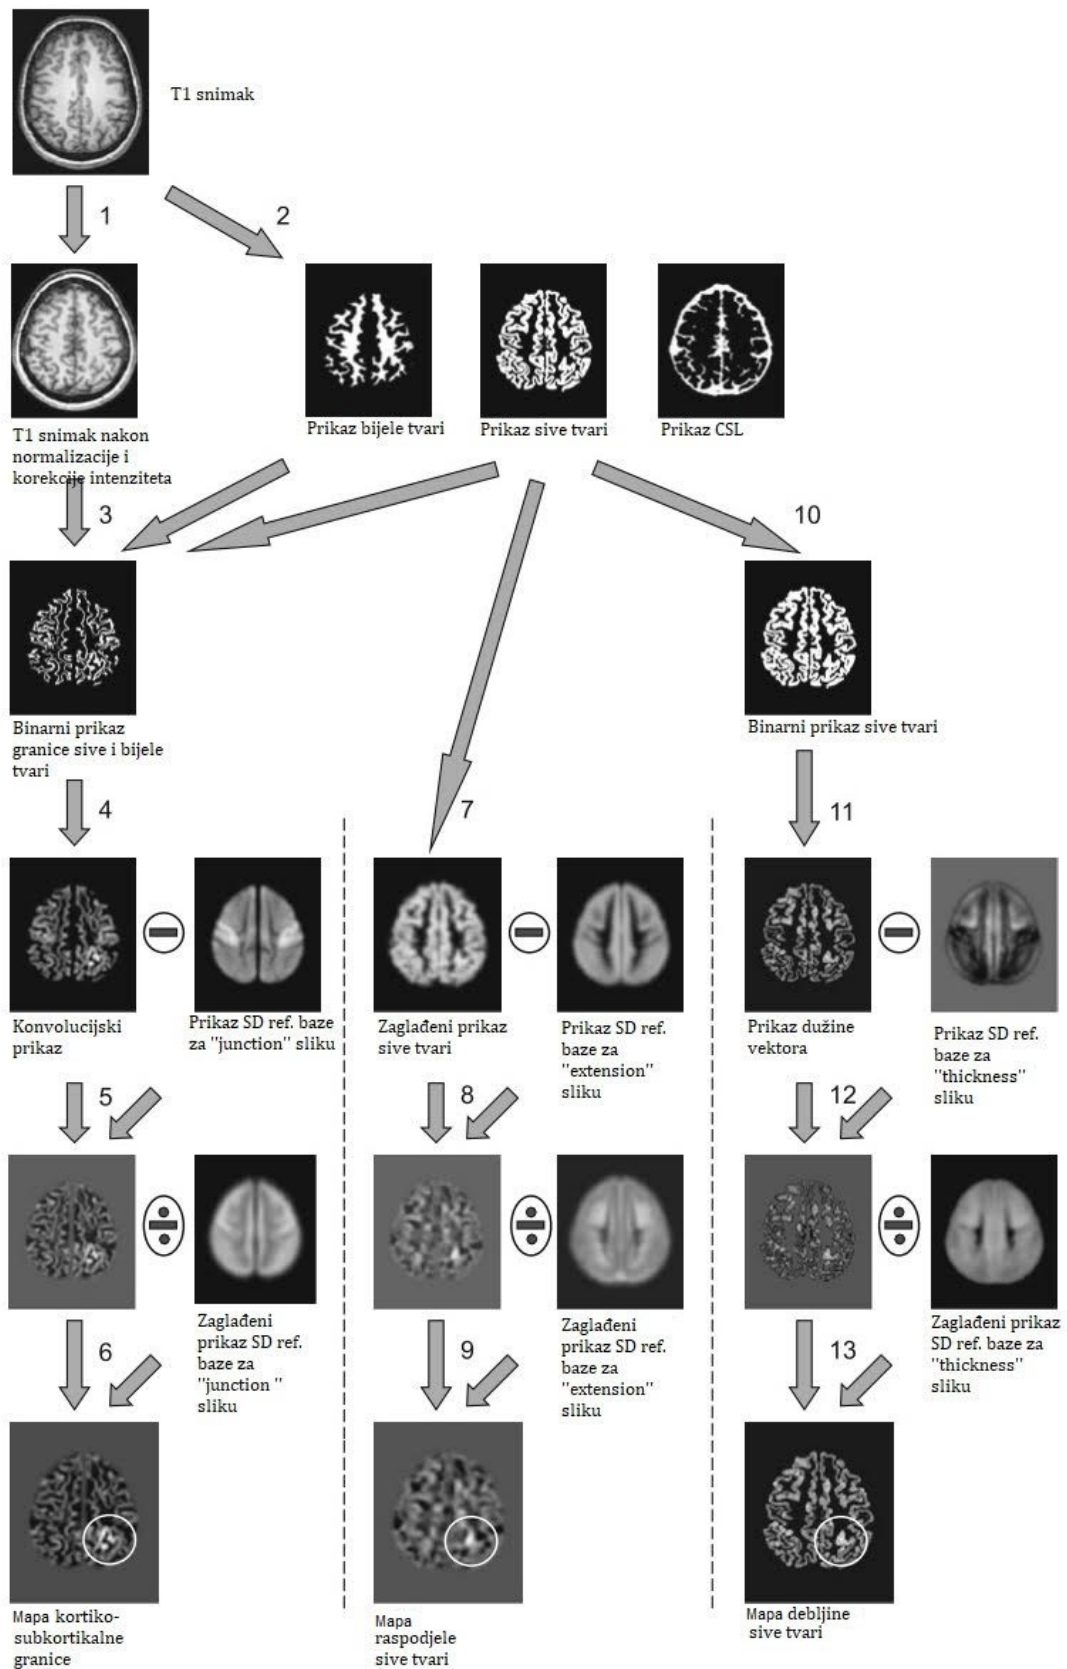 T1 snimak
1
2
T1 snimak nakon
normalizacije i
korekcije intenziteta
Prikaz bijele tvari
Prikaz sive tvari
Prikaz CSL
3
10
Binarni prikaz
granice sive i bijele
tvari
Binarni prikaz sive tvari
4
7
11
Konvolucijski
prikaz
Prikaz SD ref. baze
za "junction" sliku
Zaglađeni prikaz
sive tvari
Prikaz SD ref.
baze za
"extension"
sliku
Prikaz dužine
vektora
Prikaz SD ref.
baze za
"thickness"
sliku
5
8
12
Zaglađeni
prikaz SD ref.
baze za
"junction "
sliku
Zaglađeni
prikaz SD ref.
baze za
"extension"
sliku
Zaglađeni prikaz
SD ref. baze za
"thickness"
sliku
6
9
13
Mapa kortiko-
subkortikalne
granice
Mapa
raspodjele
sive tvari
Mapa debljine
sive tvari